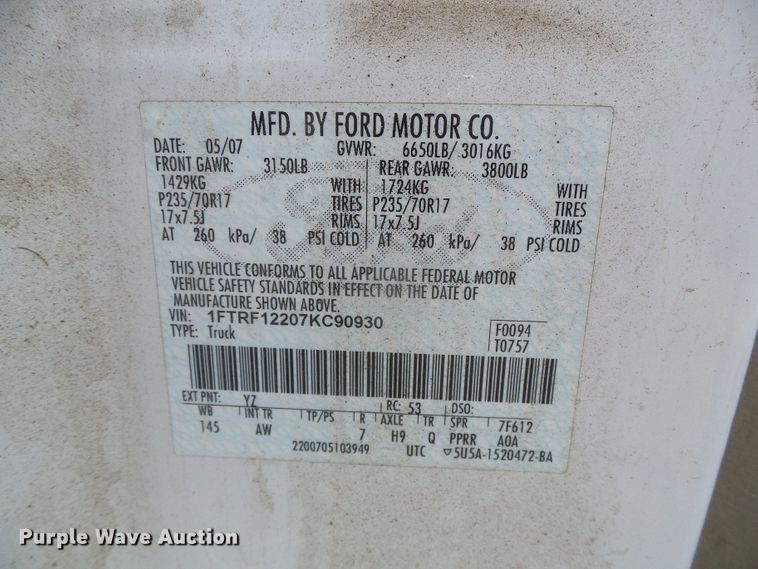 MFD. BY FORD MOTOR CO.
DATE: 05/07 GVWR: 6650LB/ 3016KG
FRONT GAWR: 3150LB REAR GAWR: 3800LB
1429KG WITH 1724KG WITH
P235/70R17 TIRES P235/70R17 TIRES
17x7.5J RIMS 17x7.5J RIMS
AT 260 kPa/ 38 PSI COLD AT 260 kPa/ 38 PSI COLD
THIS VEHICLE CONFORMS TO ALL APPLICABLE FEDERAL MOTOR
VEHICLE SAFETY STANDARDS IN EFFECT ON THE DATE OF
MANUFACTURE SHOWN ABOVE.
VIN: 1FTRF12207KC90930
TYPE: Truck
F0094
T0757
EXT PNT: YZ RC: 53 DSO:
WB INT TR TP/PS R AXLE TR SPR 7F612
145 AW 7 H9 Q PPRR AOA
2200705103949 UTC ▽5U5A-1520472-BA
Purple Wave Auction